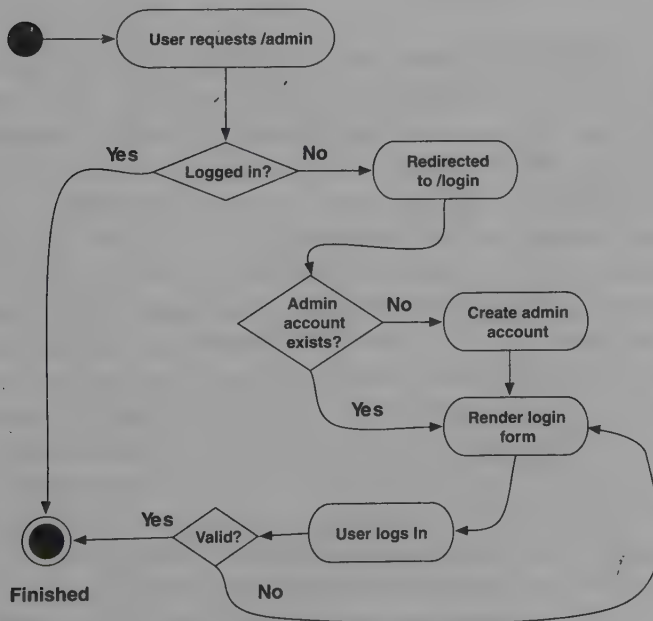 User requests /admin
Yes
Logged in?
No
Redirected
to /login
Admin
account
exists?
No
Create admin
account
Yes
Render login
form
Yes
Valid?
User logs In
No
Finished